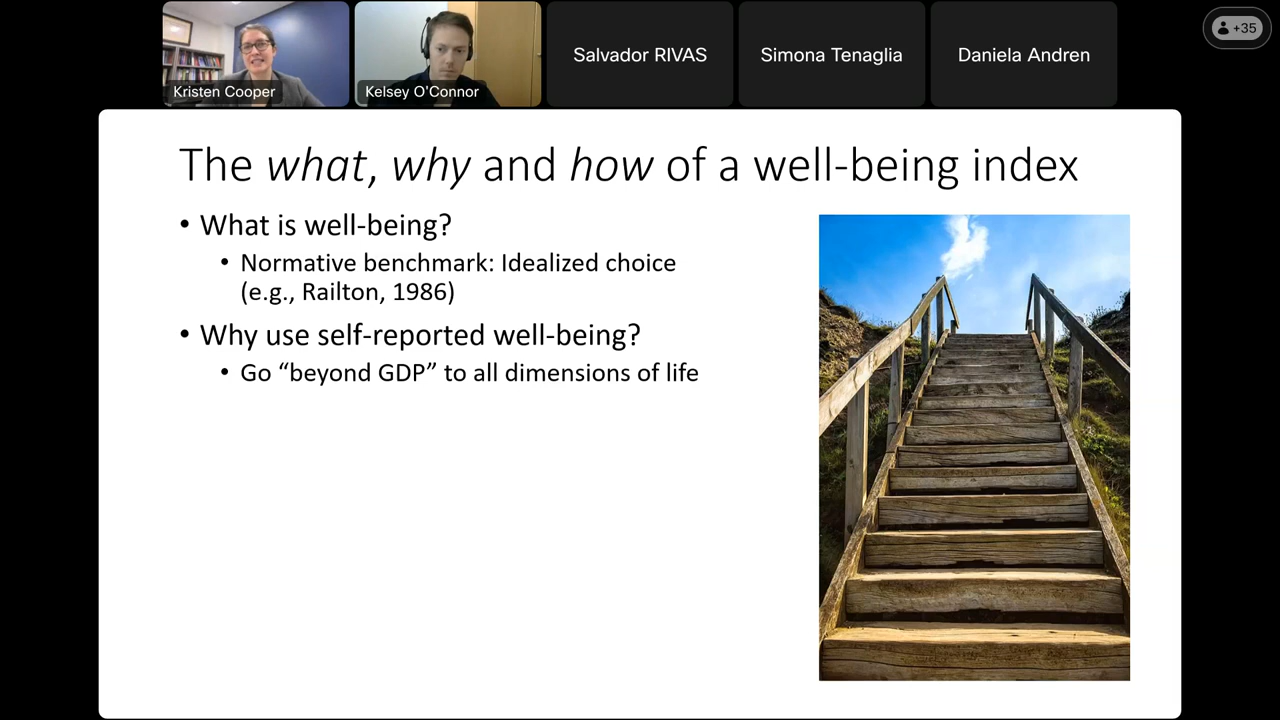 Kristen Cooper
Kelsey O'Connor
Salvador RIVAS
Simona Tenaglia
Daniela Andren
+35
The what, why and how of a well-being index
• What is well-being?
• Normative benchmark: Idealized choice
(e.g., Railton, 1986)
• Why use self-reported well-being?
• Go “beyond GDP” to all dimensions of life